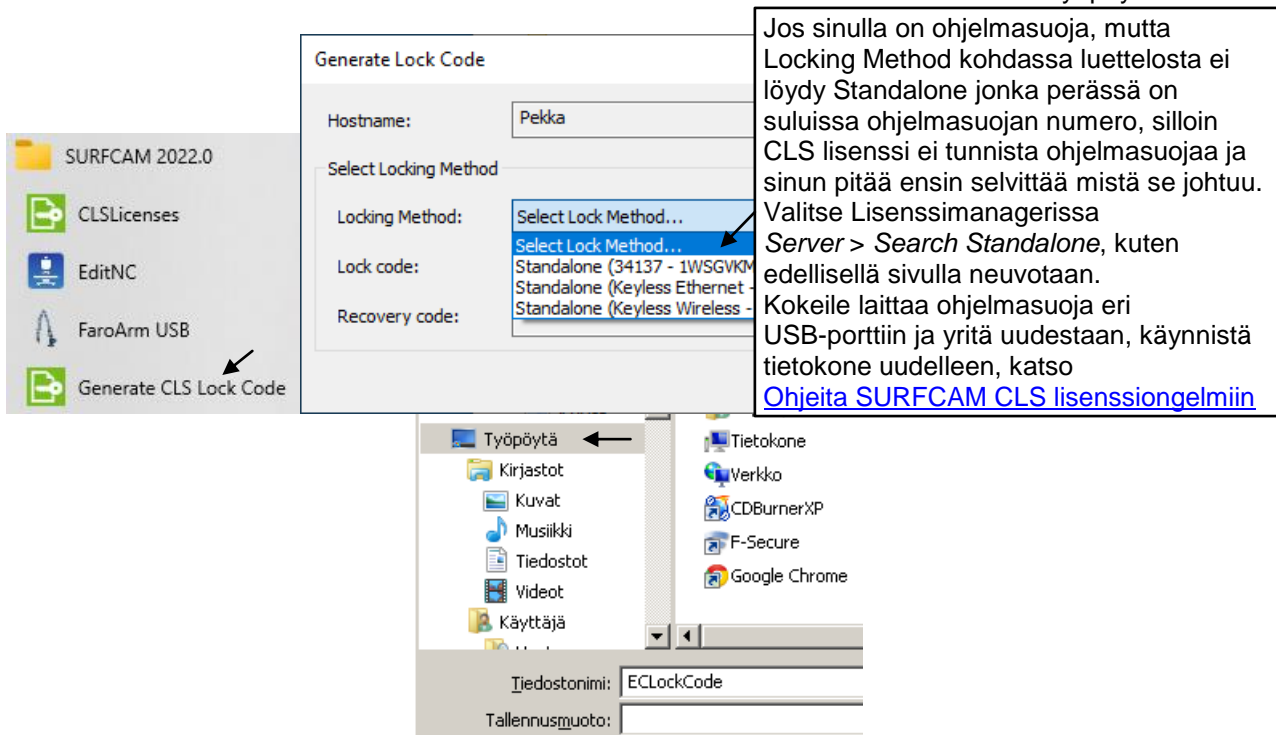 SURFCAM 2022.0
CLSLicenses
EditNC
FaroArm USB
Generate CLS Lock Code
Generate Lock Code
Hostname:
Pekka
Select Locking Method
Locking Method:
Select Lock Method...
Select Lock Method...
Standalone (34137 - 1WSGVKM
Standalone (Keyless Ethernet -
Standalone (Keyless Wireless -
Lock code:
Recovery code:
Jos sinulla on ohjelmasuoja, mutta
Locking Method kohdassa luettelosta ei
löydy Standalone jonka perässä on
suluissa ohjelmasuojan numero, silloin
CLS lisenssi ei tunnista ohjelmasuojaa ja
sinun pitää ensin selvittää mistä se johtuu.
Valitse Lisenssimanagerissa
Server > Search Standalone, kuten
edellisellä sivulla neuvotaan.
Kokeile laittaa ohjelmasuoja eri
USB-porttiin ja yritä uudestaan, käynnistä
tietokone uudelleen, katso
Ohjeita SURFCAM CLS lisenssiongelmiin
Työpöytä
Kirjastot
Kuvat
Musiikki
Tiedostot
Videot
Käyttäjä
Tietokone
Verkko
CDBurnerXP
F-Secure
Google Chrome
Tiedostonimi: ECLockCode
Tallennusmuoto: